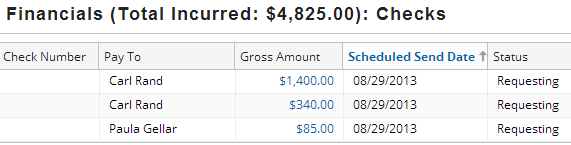 Financials (Total Incurred: $4,825.00): Checks
Check Number Pay To Gross Amount Scheduled Send Date↑ Status
Carl Rand $1,400.00 08/29/2013 Requesting
Carl Rand $340.00 08/29/2013 Requesting
Paula Gellar $85.00 08/29/2013 Requesting